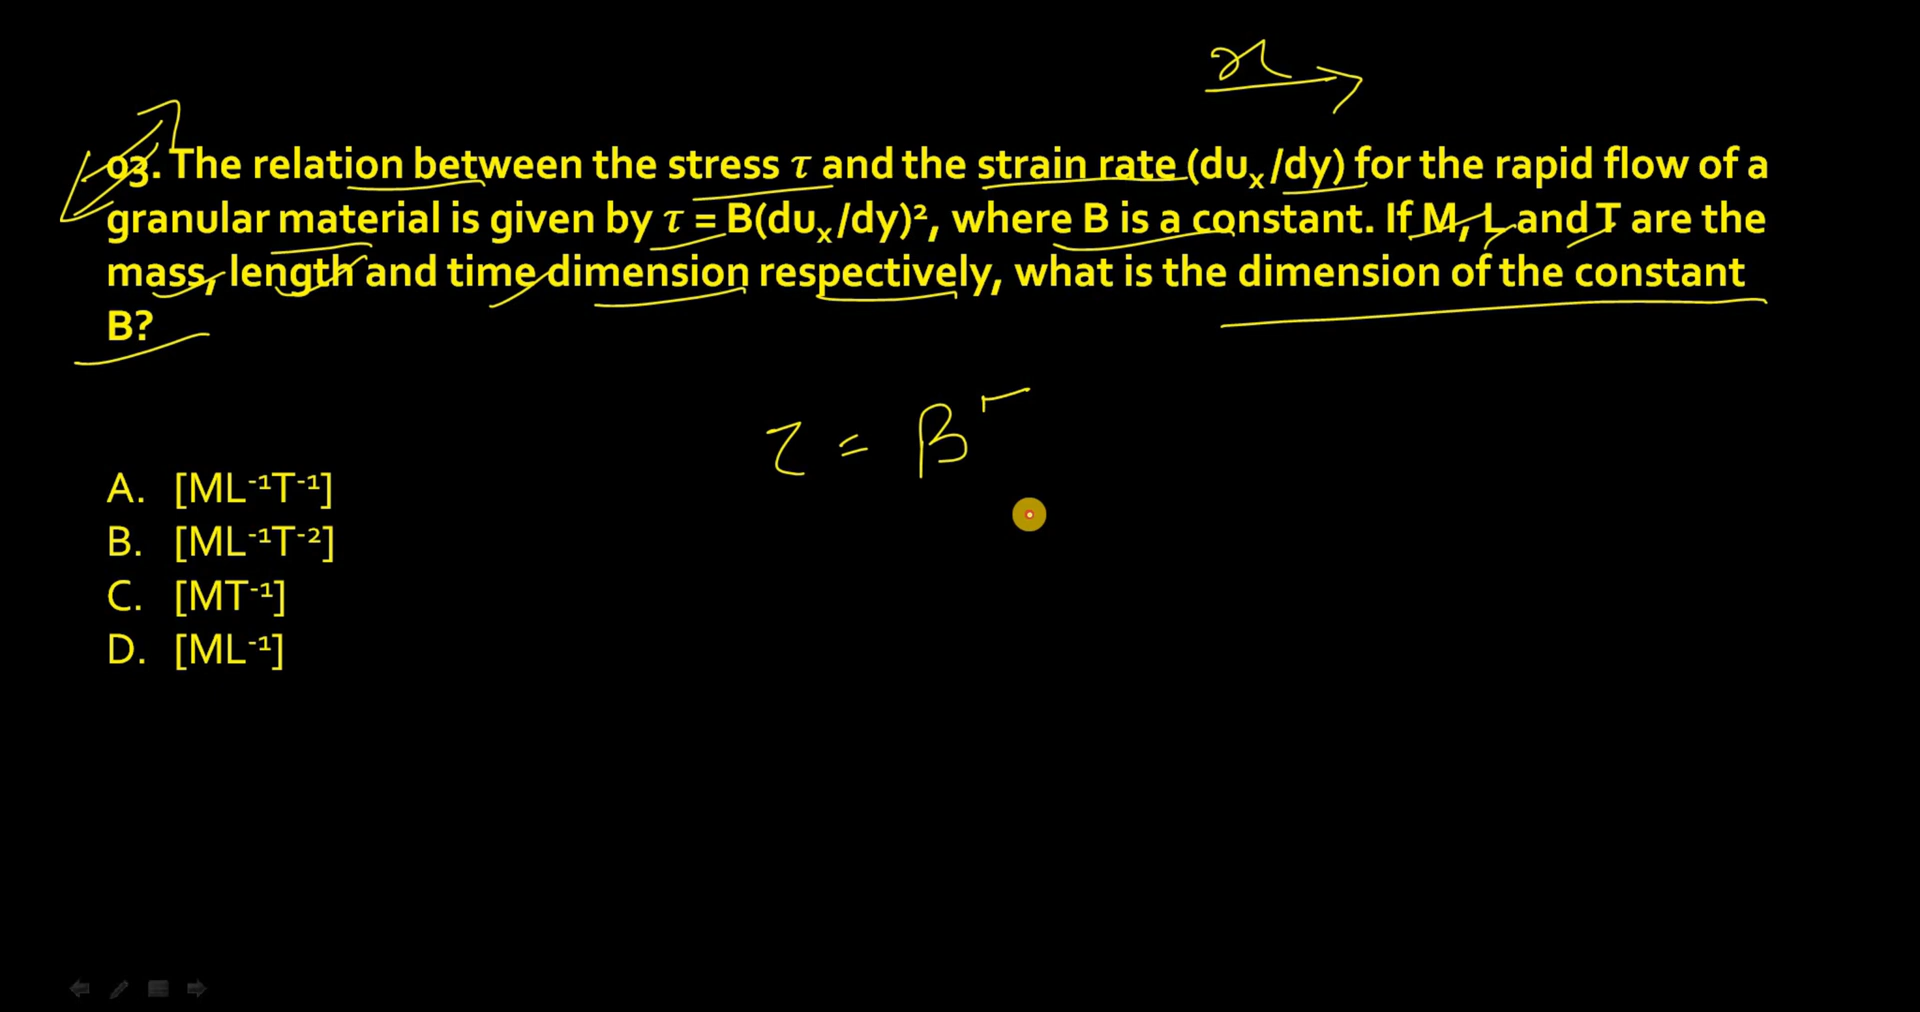 x
03. The relation between the stress τ and the strain rate (duₓ/dy) for the rapid flow of a
granular material is given by τ = B(duₓ/dy)², where B is a constant. If M, L and T are the
mass, length and time dimension respectively, what is the dimension of the constant
B?
τ = B
A. [ML⁻¹T⁻¹]
B. [ML⁻¹T⁻²]
C. [MT⁻¹]
D. [ML⁻¹]